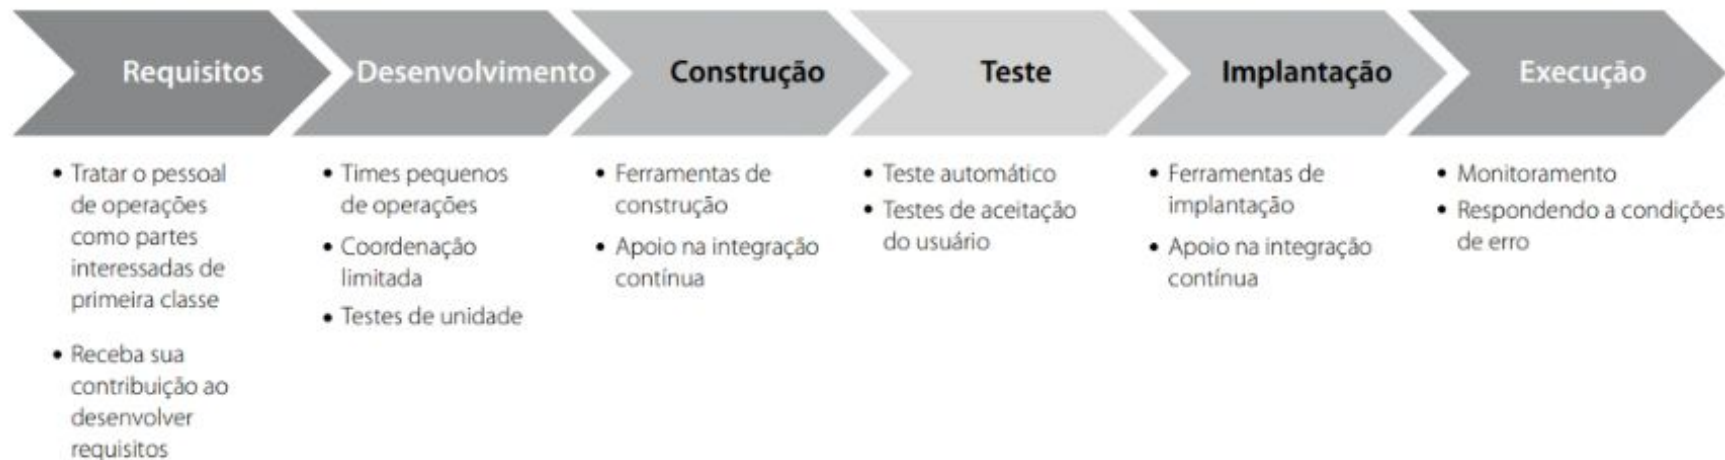 Requisitos
Desenvolvimento
Construção
Teste
Implantação
Execução
• Tratar o pessoal
de operações
como partes
interessadas de
primeira classe
• Receba sua
contribuição ao
desenvolver
requisitos
• Times pequenos
de operações
• Coordenação
limitada
• Testes de unidade
• Ferramentas de
construção
• Apoio na integração
contínua
• Teste automático
• Testes de aceitação
do usuário
• Ferramentas de
implantação
• Apoio na integração
contínua
• Monitoramento
• Respondendo a condições
de erro